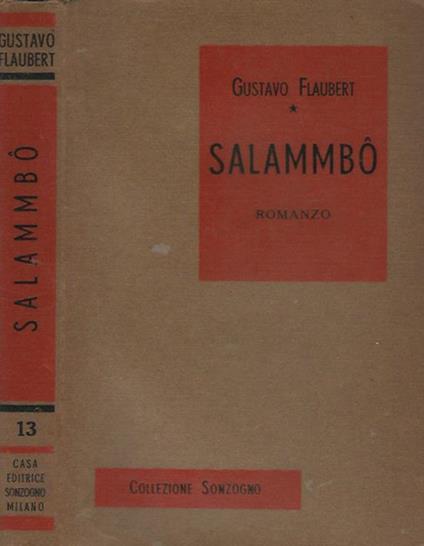 GUSTAVO
FLAUBERT
SALAMMBÔ
13
CASA
EDITRICE
SONZOGNO
MILANO
GUSTAVO FLAUBERT
SALAMMBÔ
ROMANZO
COLLEZIONE SONZOGNO